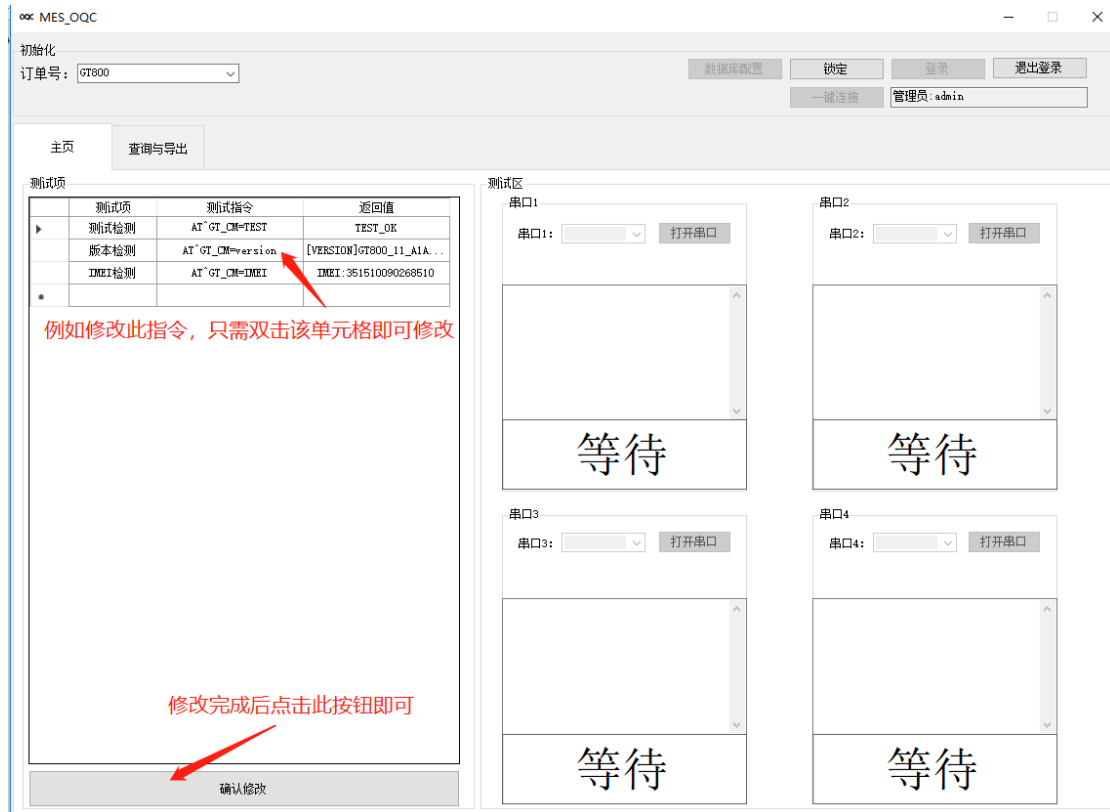 OQC MES_OQC
初始化
订单号: GT800
数据库配置 锁定 登录 退出登录
一键连接 管理员:admin
主页 查询与导出
测试项
测试项 测试指令 返回值
测试检测 AT^GT_CM=TEST TEST_OK
版本检测 AT^GT_CM=version [VERSION]GT800_11_A1A...
IMEI检测 AT^GT_CM=IMEI IMEI:351510090268510
例如修改此指令，只需双击该单元格即可修改
修改完成后点击此按钮即可
确认修改
测试区
串口1
串口1: 打开串口
等待
串口2
串口2: 打开串口
等待
串口3
串口3: 打开串口
等待
串口4
串口4: 打开串口
等待